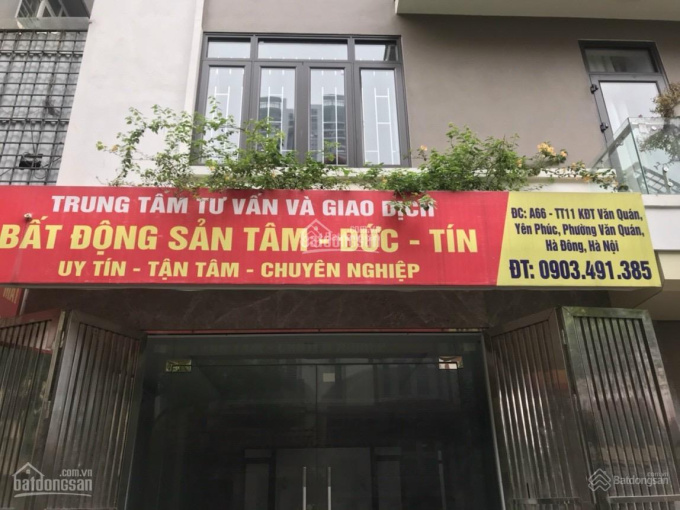 TRUNG TÂM TƯ VẤN VÀ GIAO DỊCH
BẤT ĐỘNG SẢN TÂM - ĐỨC - TÍN
UY TÍN - TẬN TÂM - CHUYÊN NGHIỆP
ĐC: A66 - TT11 KĐT Văn Quán,
Yên Phúc, Phường Văn Quán,
Hà Đông, Hà Nội
ĐT: 0903.491.385
Batdongsan
.com.vn
batdongsan
.com.vn
Batdongsan